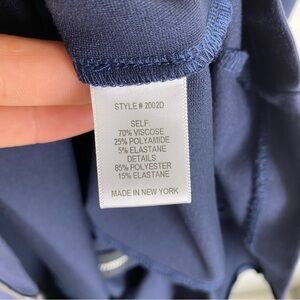 STYLE# 2002D
SELF:
70% VISCOSE
25% POLYAMIDE
5% ELASTANE
DETAILS
85% POLYESTER
15% ELASTANE
MADE IN NEW YORK